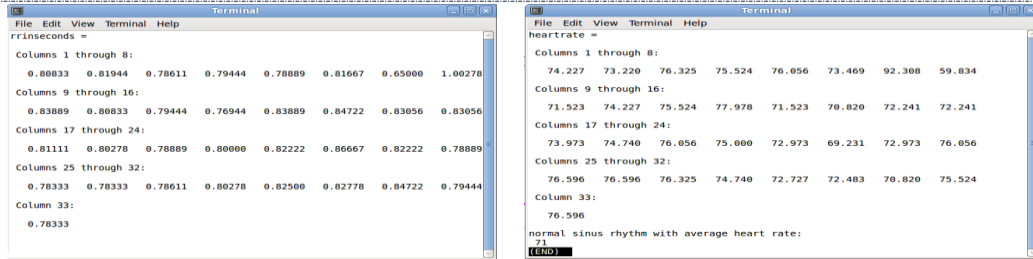 Terminal
File Edit View Terminal Help
rrinseconds =
Columns 1 through 8:
0.80833 0.81944 0.78611 0.79444 0.78889 0.81667 0.65000 1.00278
Columns 9 through 16:
0.83889 0.80833 0.79444 0.76944 0.83889 0.84722 0.83056 0.83056
Columns 17 through 24:
0.81111 0.80278 0.78889 0.80000 0.82222 0.86667 0.82222 0.78889
Columns 25 through 32:
0.78333 0.78333 0.78611 0.80278 0.82500 0.82778 0.84722 0.79444
Column 33:
0.78333
Terminal
File Edit View Terminal Help
heartrate =
Columns 1 through 8:
74.227 73.220 76.325 75.524 76.056 73.469 92.308 59.834
Columns 9 through 16:
71.523 74.227 75.524 77.978 71.523 70.820 72.241 72.241
Columns 17 through 24:
73.973 74.740 76.056 75.000 72.973 69.231 72.973 76.056
Columns 25 through 32:
76.596 76.596 76.325 74.740 72.727 72.483 70.820 75.524
Column 33:
76.596
normal sinus rhythm with average heart rate:
71
(END)